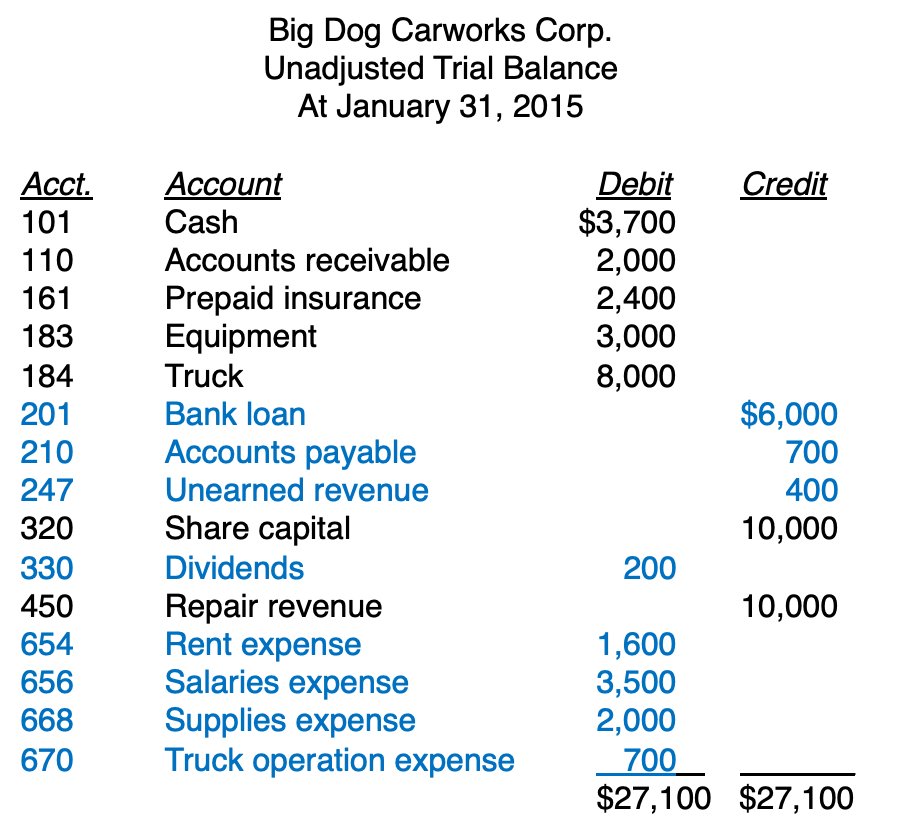 Big Dog Carworks Corp.
Unadjusted Trial Balance
At January 31, 2015
Acct. Account Debit Credit
101 Cash $3,700
110 Accounts receivable 2,000
161 Prepaid insurance 2,400
183 Equipment 3,000
184 Truck 8,000
201 Bank loan $6,000
210 Accounts payable 700
247 Unearned revenue 400
320 Share capital 10,000
330 Dividends 200
450 Repair revenue 10,000
654 Rent expense 1,600
656 Salaries expense 3,500
668 Supplies expense 2,000
670 Truck operation expense 700
$27,100 $27,100